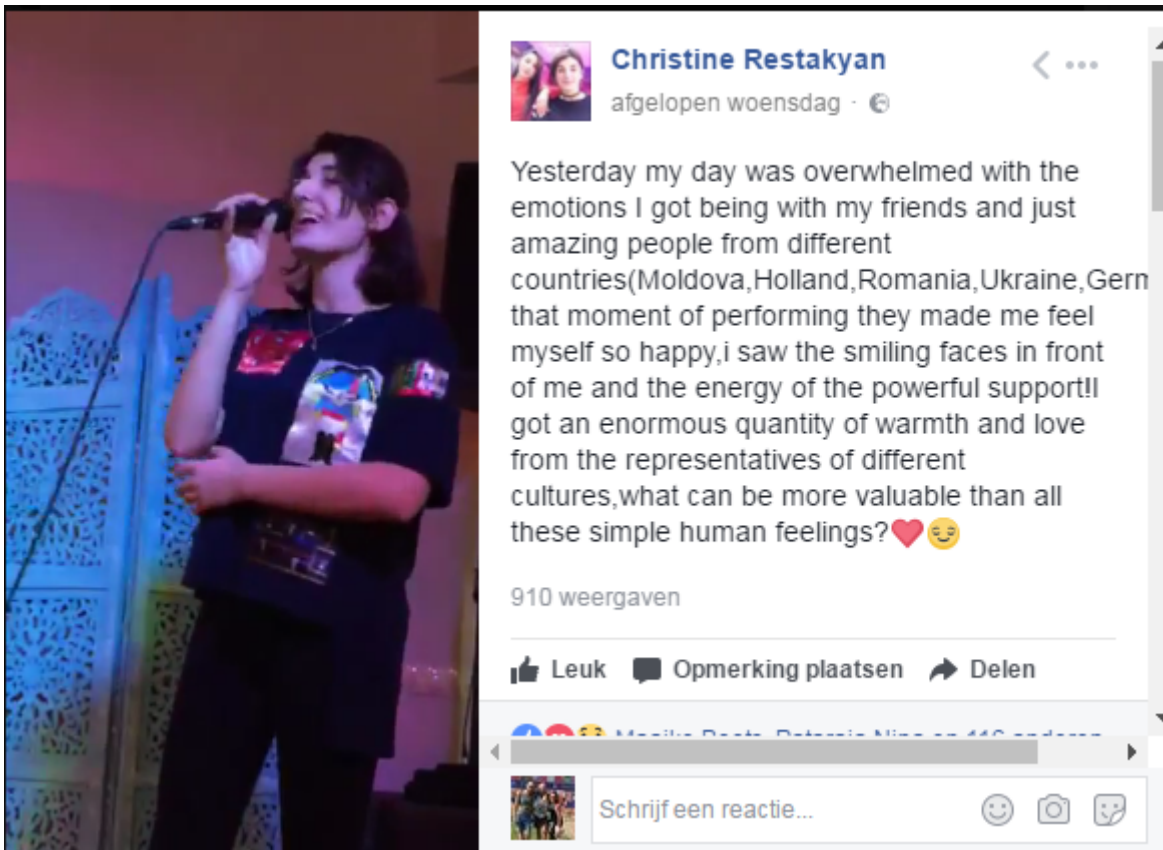 Christine Restakyan
afgelopen woensdag ·
Yesterday my day was overwhelmed with the
emotions I got being with my friends and just
amazing people from different
countries(Moldova,Holland,Romania,Ukraine,Germ
that moment of performing they made me feel
myself so happy,i saw the smiling faces in front
of me and the energy of the powerful support!I
got an enormous quantity of warmth and love
from the representatives of different
cultures,what can be more valuable than all
these simple human feelings?❤️😏
910 weergaven
Leuk Opmerking plaatsen Delen
en 116 anderen
Schrijf een reactie...